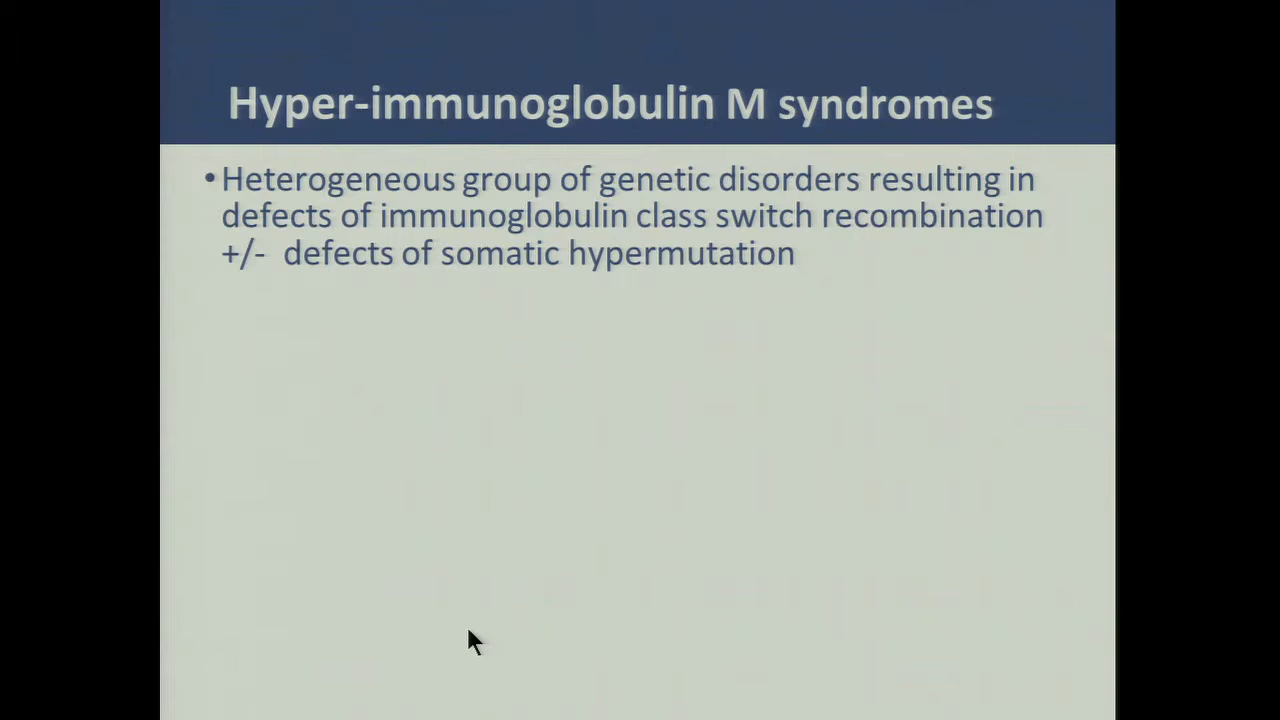 Hyper-immunoglobulin M syndromes
• Heterogeneous group of genetic disorders resulting in
defects of immunoglobulin class switch recombination
+/- defects of somatic hypermutation